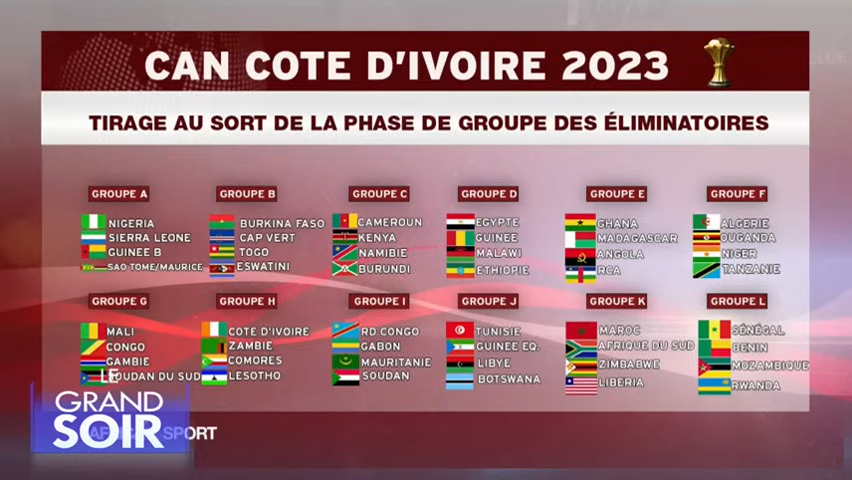 CAN COTE D'IVOIRE 2023
TIRAGE AU SORT DE LA PHASE DE GROUPE DES ÉLIMINATOIRES
GROUPE A
NIGERIA
SIERRA LEONE
GUINEE B
SAO TOME/MAURICE
GROUPE B
BURKINA FASO
CAP VERT
TOGO
ESWATINI
GROUPE C
CAMEROUN
KENYA
NAMIBIE
BURUNDI
GROUPE D
EGYPTE
GUINEE
MALAWI
ETHIOPIE
GROUPE E
GHANA
MADAGASCAR
ANGOLA
RCA
GROUPE F
ALGERIE
OUGANDA
NIGER
TANZANIE
GROUPE G
MALI
CONGO
GAMBIE
SOUDAN DU SUD
GROUPE H
COTE D'IVOIRE
ZAMBIE
COMORES
LESOTHO
GROUPE I
RD CONGO
GABON
MAURITANIE
SOUDAN
GROUPE J
TUNISIE
GUINEE EQ.
LIBYE
BOTSWANA
GROUPE K
MAROC
AFRIQUE DU SUD
ZIMBABWE
LIBERIA
GROUPE L
SÉNÉGAL
BENIN
MOZAMBIQUE
RWANDA
LE
GRAND
SOIR
SPORT